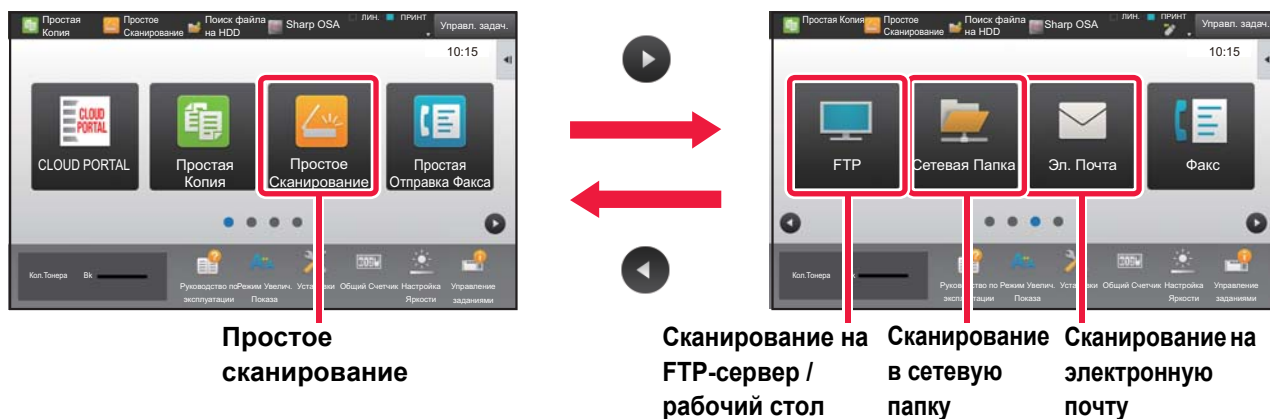 Простая Копия
Простое Сканирование
Поиск файла на HDD
Sharp OSA
ЛИН.
ПРИНТ
Управл. задач.
10:15
CLOUD PORTAL
CLOUD PORTAL
Простая Копия
Простое Сканирование
Простая Отправка Факса
Кол.Тонера
Bk
Руководство по эксплуатации
Режим Увелич. Показа
Установки
Общий Счетчик
Настройка Яркости
Управление заданиями
Простое
сканирование
Простая Копия
Простое Сканирование
Поиск файла на HDD
Sharp OSA
ЛИН.
ПРИНТ
Управл. задач.
10:15
FTP
Сетевая Папка
Эл. Почта
Факс
Кол.Тонера
Руководство по эксплуатации
Режим Увелич. Показа
Установки
Общий Счетчик
Настройка Яркости
Управление заданиями
Сканирование на
FTP-сервер /
рабочий стол
Сканирование
в сетевую
папку
Сканирование на
электронную
почту